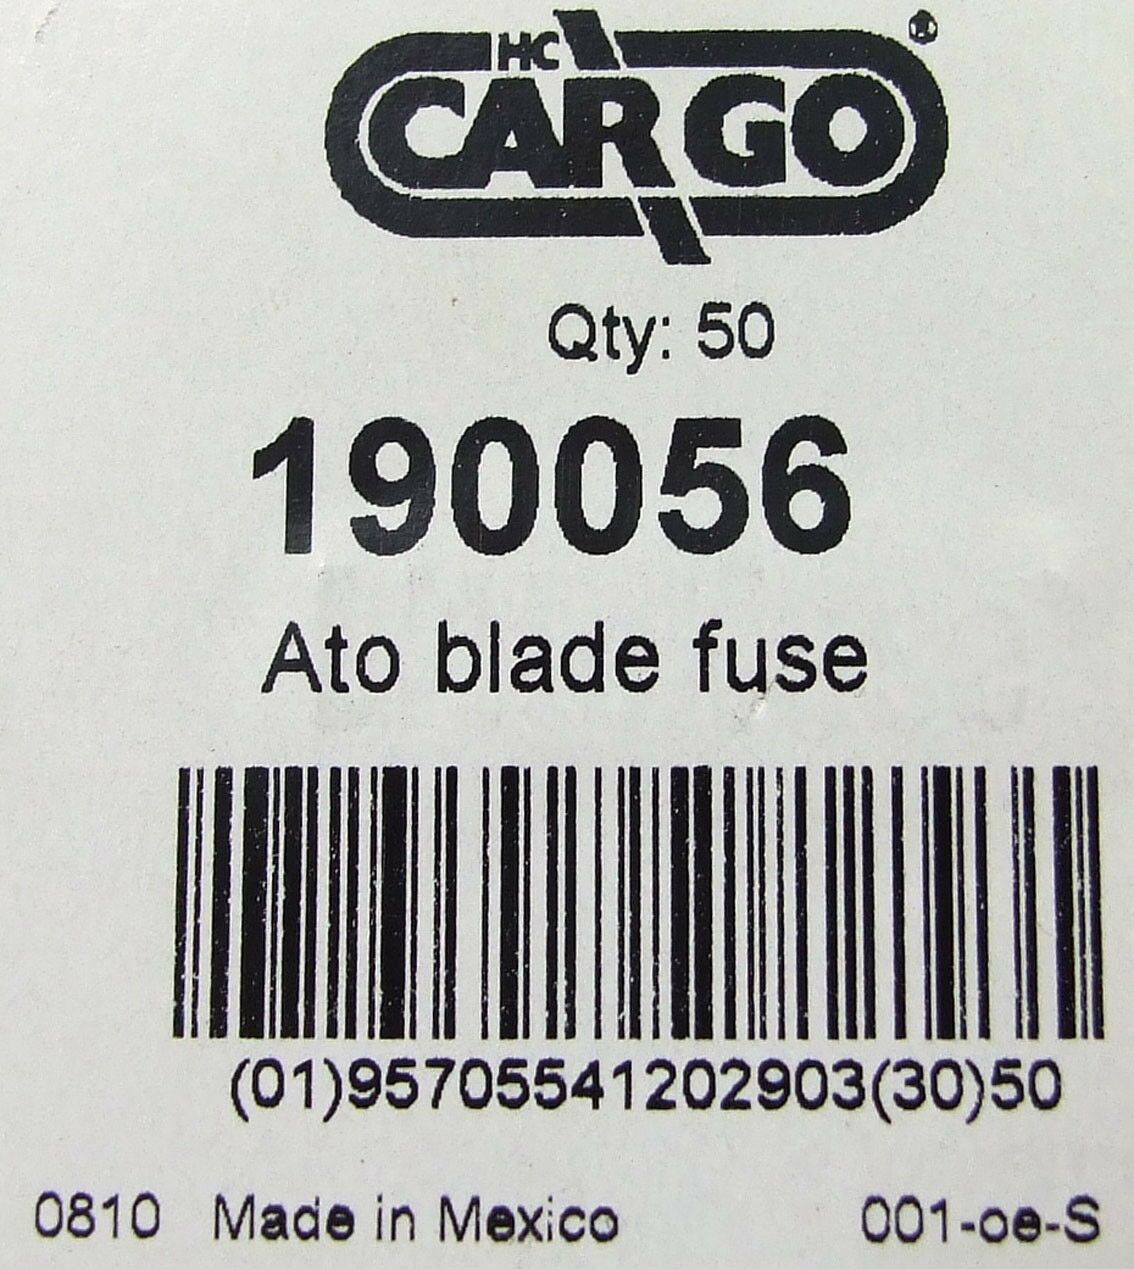 HC
CARGO®
Qty: 50
190056
Ato blade fuse
(01)95705541202903(30)50
0810 Made in Mexico 001-oe-S